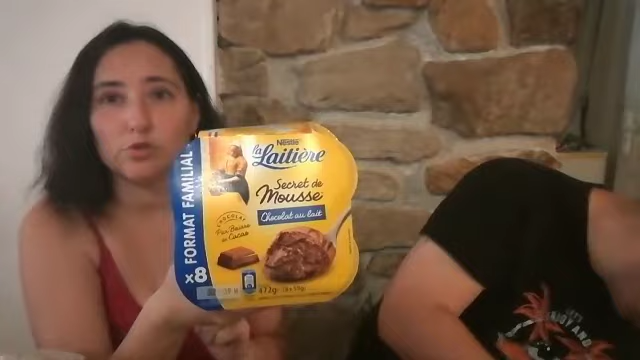 FORMAT FAMILIAL
x8
Nestlé
la Laitière
Secret de
Mousse
Chocolat au lait
CHOCOLAT
Pur Beurre
de Cacao
472g